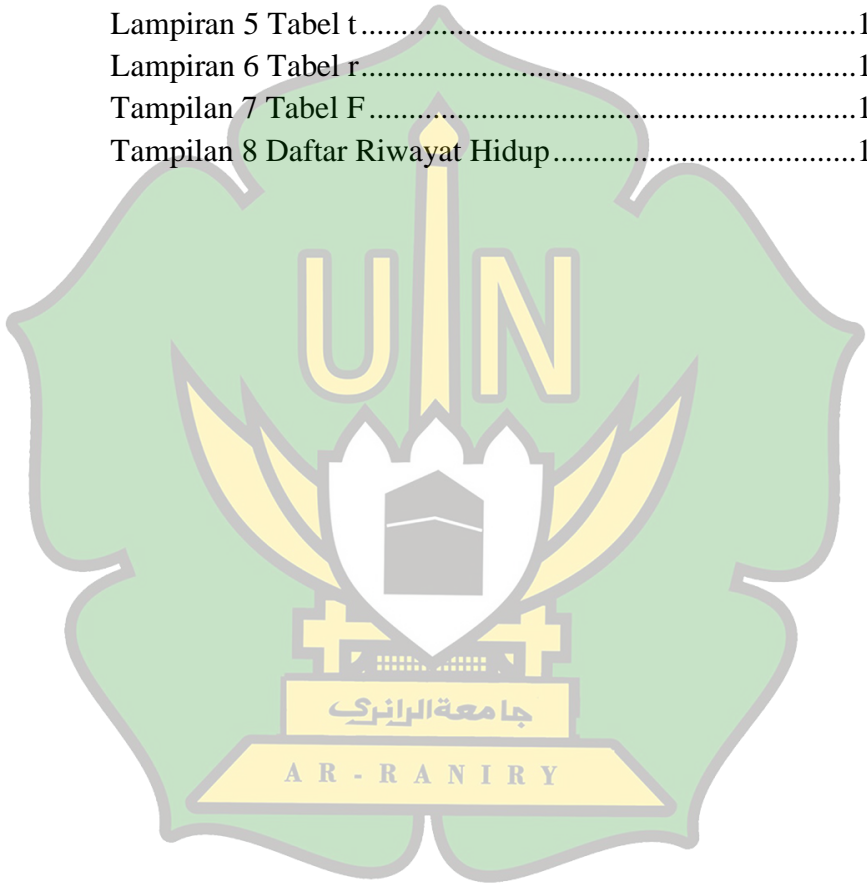 Lampiran 5 Tabel t..........................................................1
Lampiran 6 Tabel r..........................................................1
Tampilan 7 Tabel F.........................................................1
Tampilan 8 Daftar Riwayat Hidup...................................1
UIN
جامعةالرانري
AR-RANIRY